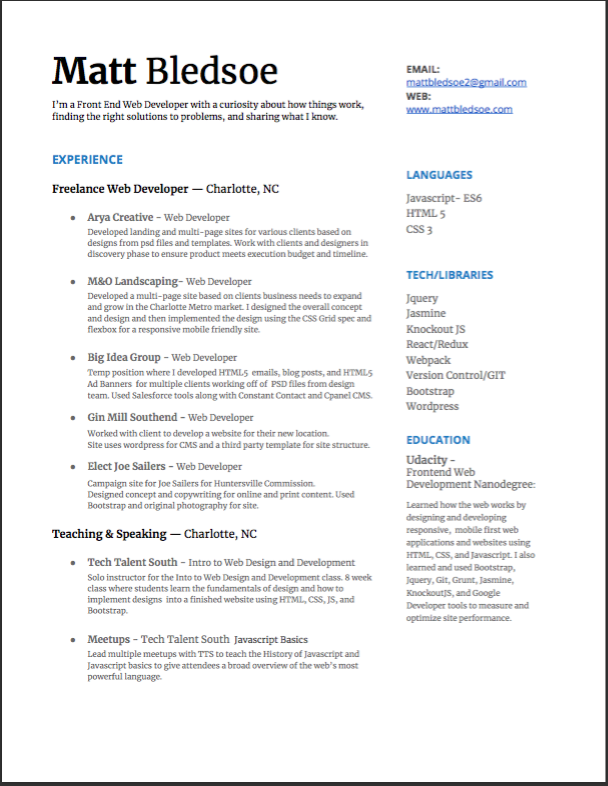 Matt Bledsoe
I'm a Front End Web Developer with a curiosity about how things work,
finding the right solutions to problems, and sharing what I know.
EXPERIENCE
Freelance Web Developer — Charlotte, NC
● Arya Creative - Web Developer
Developed landing and multi-page sites for various clients based on
designs from psd files and templates. Work with clients and designers in
discovery phase to ensure product meets execution budget and timeline.
● M&O Landscaping- Web Developer
Developed a multi-page site based on clients business needs to expand
and grow in the Charlotte Metro market. I designed the overall concept
and design and then implemented the design using the CSS Grid spec and
flexbox for a responsive mobile friendly site.
● Big Idea Group - Web Developer
Temp position where I developed HTML5 emails, blog posts, and HTML5
Ad Banners for multiple clients working off of PSD files from design
team. Used Salesforce tools along with Constant Contact and Cpanel CMS.
● Gin Mill Southend - Web Developer
Worked with client to develop a website for their new location.
Site uses wordpress for CMS and a third party template for site structure.
● Elect Joe Sailers - Web Developer
Campaign site for Joe Sailers for Huntersville Commission.
Designed concept and copywriting for online and print content. Used
Bootstrap and original photography for site.
Teaching & Speaking — Charlotte, NC
● Tech Talent South - Intro to Web Design and Development
Solo instructor for the Into to Web Design and Development class. 8 week
class where students learn the fundamentals of design and how to
implement designs into a finished website using HTML, CSS, JS, and
Bootstrap.
● Meetups - Tech Talent South Javascript Basics
Lead multiple meetups with TTS to teach the History of Javascript and
Javascript basics to give attendees a broad overview of the web's most
powerful language.
EMAIL:
mattbledsoe2@gmail.com
WEB:
www.mattbledsoe.com
LANGUAGES
Javascript- ES6
HTML 5
CSS 3
TECH/LIBRARIES
Jquery
Jasmine
Knockout JS
React/Redux
Webpack
Version Control/GIT
Bootstrap
Wordpress
EDUCATION
Udacity -
Frontend Web
Development Nanodegree:
Learned how the web works by
designing and developing
responsive, mobile first web
applications and websites using
HTML, CSS, and Javascript. I also
learned and used Bootstrap,
Jquery, Git, Grunt, Jasmine,
KnockoutJS, and Google
Developer tools to measure and
optimize site performance.